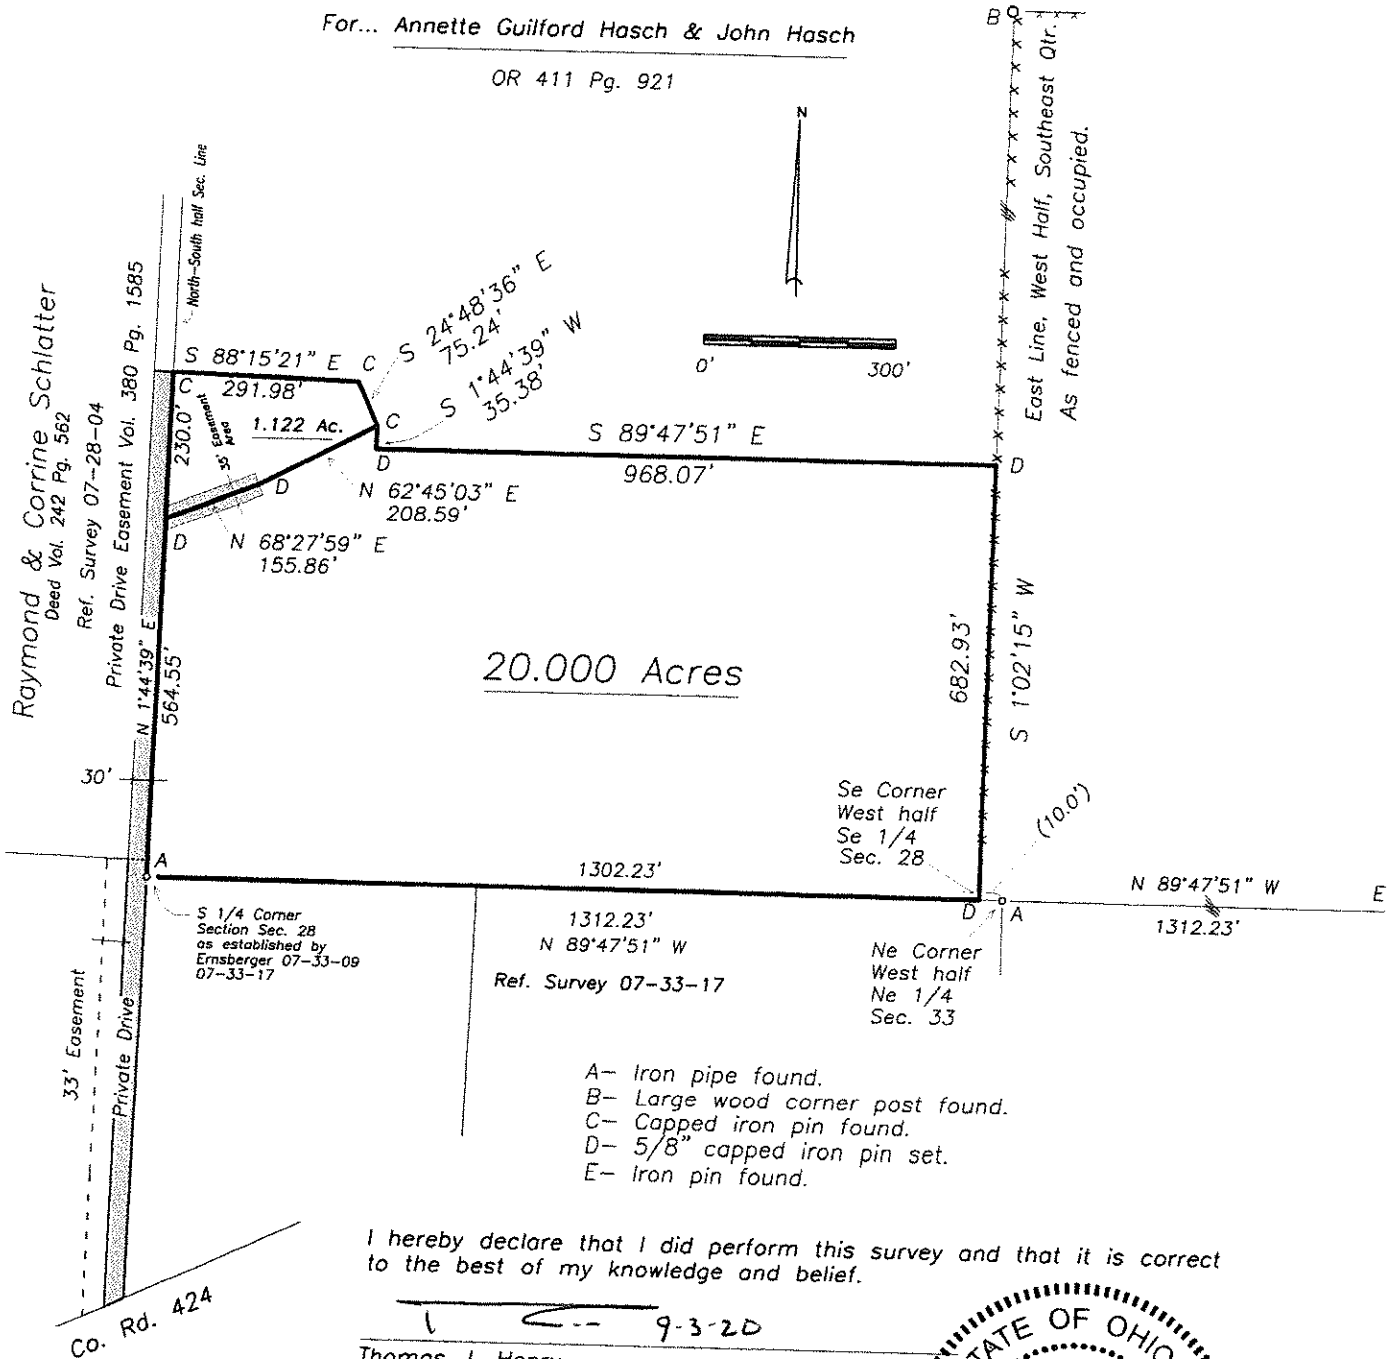 For... Annette Guilford Hasch & John Hasch
OR 411 Pg. 921
B
N
0'
300'
East Line, West Half, Southeast Qtr.
As fenced and occupied.
North-South half Sec. Line
Raymond & Corrine Schlatter
Deed Vol. 242 Pg. 562
Ref. Survey 07-28-04
Private Drive Easement Vol. 380 Pg. 1585
S 88°15'21" E
291.98'
C
C
S 24°48'36" E
75.24'
S 1°44'39" W
35.38'
C
1.122 Ac.
230.0'
35' Easement
Area
D
S 89°47'51" E
968.07'
D
D
N 62°45'03" E
208.59'
D
N 68°27'59" E
155.86'
N 1°44'39" E
564.55'
20.000 Acres
682.93'
S 1°02'15" W
30'
Se Corner
West half
Se 1/4
Sec. 28
(10.0')
A
1302.23'
D
A
N 89°47'51" W
1312.23'
E
S 1/4 Corner
Section Sec. 28
as established by
Ernsberger 07-33-09
07-33-17
1312.23'
N 89°47'51" W
Ref. Survey 07-33-17
Ne Corner
West half
Ne 1/4
Sec. 33
33' Easement
Private Drive
A- Iron pipe found.
B- Large wood corner post found.
C- Capped iron pin found.
D- 5/8" capped iron pin set.
E- Iron pin found.
I hereby declare that I did perform this survey and that it is correct
to the best of my knowledge and belief.
9-3-20
Co. Rd. 424
STATE OF OHIO